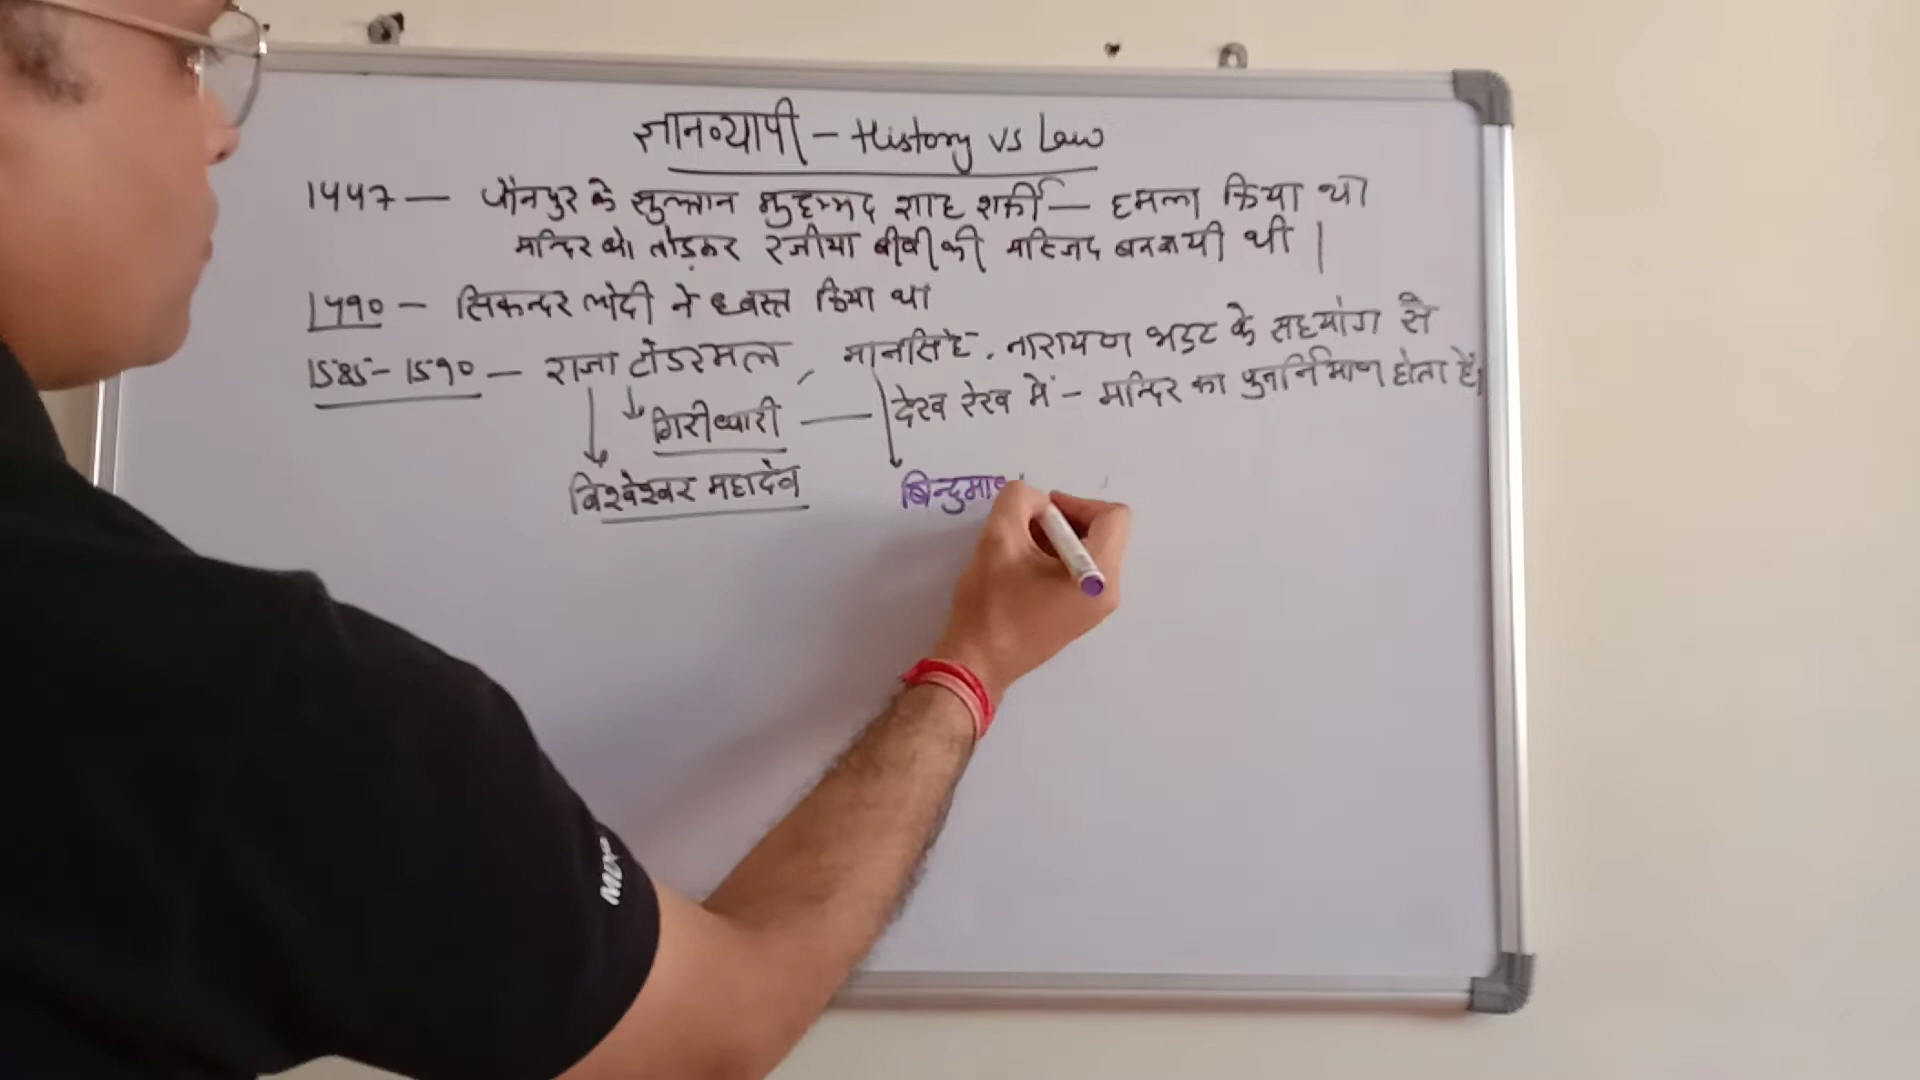 ज्ञानव्यापी - History vs Law
1447 — जौनपुर के सुल्तान मुहम्मद शाह शर्की — हमला किया था
मन्दिर को तोड़कर रजीया बीवी की मस्जिद बनवायी थी |
1490 - सिकन्दर लोदी ने ध्वस्त किया था
1585-1590 - राजा टोडरमल, मानसिंह, नारायण भट्ट के सहयोग से
गिरीधारी — देख रेख में - मन्दिर का पुनर्निमाण होता है।
विश्वेश्वर महादेव बिन्दुमाध